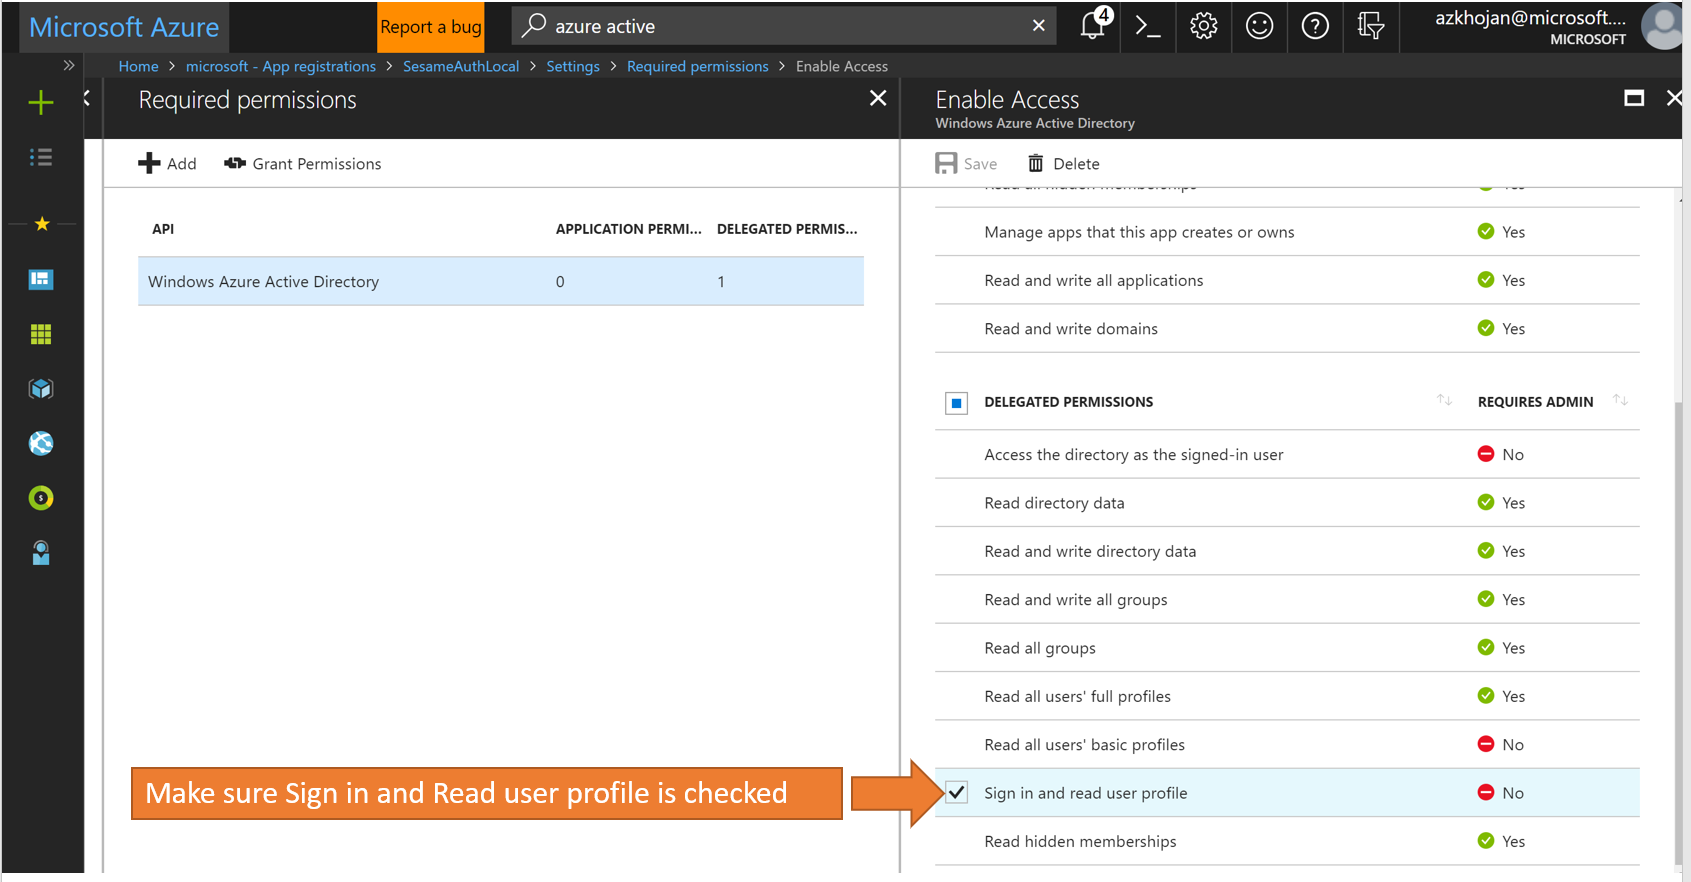 Microsoft Azure
Report a bug
azure active
4
azkhojan@microsoft....
MICROSOFT
Home > microsoft - App registrations > SesameAuthLocal > Settings > Required permissions > Enable Access
Required permissions
Add
Grant Permissions
API APPLICATION PERMI... DELEGATED PERMIS...
Windows Azure Active Directory 0 1
Make sure Sign in and Read user profile is checked
Enable Access
Windows Azure Active Directory
Save
Delete
Manage apps that this app creates or owns Yes
Read and write all applications Yes
Read and write domains Yes
DELEGATED PERMISSIONS REQUIRES ADMIN
Access the directory as the signed-in user No
Read directory data Yes
Read and write directory data Yes
Read and write all groups Yes
Read all groups Yes
Read all users' full profiles Yes
Read all users' basic profiles No
Sign in and read user profile No
Read hidden memberships Yes